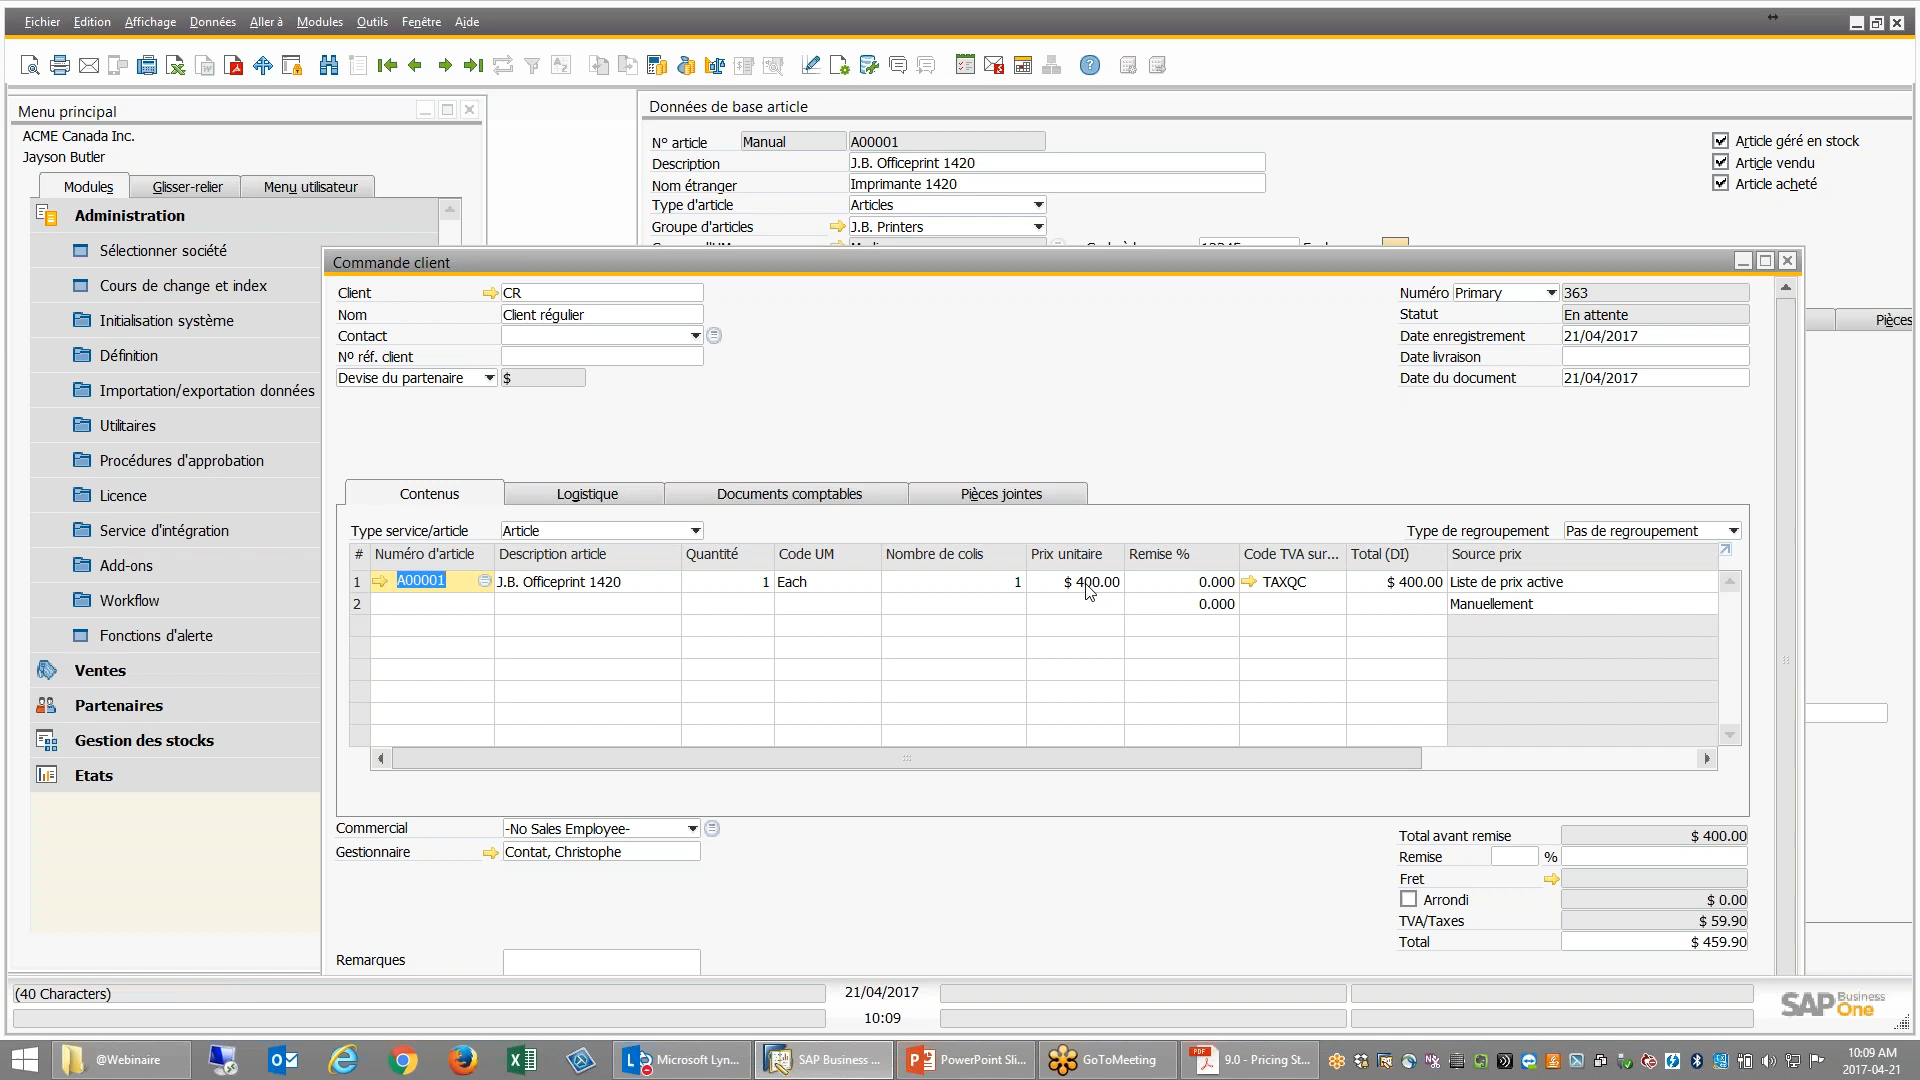 Fichier Edition Affichage Données Aller à Modules Outils Fenêtre Aide
Menu principal
ACME Canada Inc.
Jayson Butler
Modules Glisser-relier Menu utilisateur
Administration
Sélectionner société
Cours de change et index
Initialisation système
Définition
Importation/exportation données
Utilitaires
Procédures d'approbation
Licence
Service d'intégration
Add-ons
Workflow
Fonctions d'alerte
Ventes
Partenaires
Gestion des stocks
Etats
Données de base article
N° article Manual A00001
Description J.B. Officeprint 1420
Nom étranger Imprimante 1420
Type d'article Articles
Groupe d'articles J.B. Printers
Article géré en stock
Article vendu
Article acheté
Pièces
Commande client
Client CR
Nom Client régulier
Contact
N° réf. client
Devise du partenaire $
Numéro Primary 363
Statut En attente
Date enregistrement 21/04/2017
Date livraison
Date du document 21/04/2017
Contenus Logistique Documents comptables Pièces jointes
Type service/article Article
Type de regroupement Pas de regroupement
# Numéro d'article Description article Quantité Code UM Nombre de colis Prix unitaire Remise % Code TVA sur... Total (DI) Source prix
1 A00001 J.B. Officeprint 1420 1 Each 1 $ 400.00 0.000 TAXQC $ 400.00 Liste de prix active
2 0.000 Manuellement
Commercial -No Sales Employee-
Gestionnaire Contat, Christophe
Remarques
Total avant remise $ 400.00
Remise %
Fret
Arrondi $ 0.00
TVA/Taxes $ 59.90
Total $ 459.90
(40 Characters)
21/04/2017
10:09
SAP Business One
@Webinaire
Microsoft Lyn...
SAP Business ...
PowerPoint Sli...
GoToMeeting
9.0 - Pricing St...
10:09 AM
2017-04-21